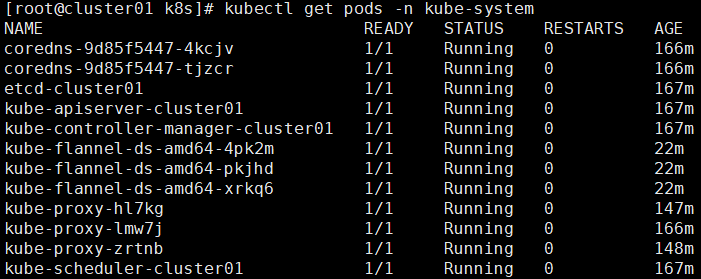 [root@cluster01 k8s]# kubectl get pods -n kube-system
NAME READY STATUS RESTARTS AGE
coredns-9d85f5447-4kcjv 1/1 Running 0 166m
coredns-9d85f5447-tjzcr 1/1 Running 0 166m
etcd-cluster01 1/1 Running 0 167m
kube-apiserver-cluster01 1/1 Running 0 167m
kube-controller-manager-cluster01 1/1 Running 0 167m
kube-flannel-ds-amd64-4pk2m 1/1 Running 0 22m
kube-flannel-ds-amd64-pkjhd 1/1 Running 0 22m
kube-flannel-ds-amd64-xrkq6 1/1 Running 0 22m
kube-proxy-hl7kg 1/1 Running 0 147m
kube-proxy-lmw7j 1/1 Running 0 166m
kube-proxy-zrtnb 1/1 Running 0 148m
kube-scheduler-cluster01 1/1 Running 0 167m